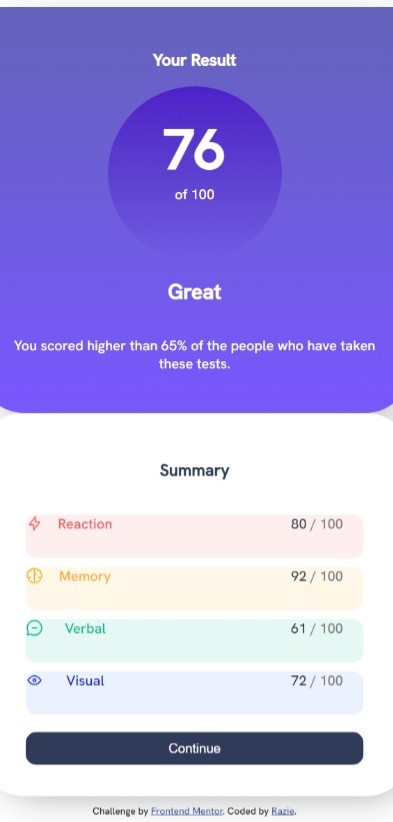 Your Result
76
of 100
Great
You scored higher than 65% of the people who have taken
these tests.
Summary
Reaction 80 / 100
Memory 92 / 100
Verbal 61 / 100
Visual 72 / 100
Continue
Challenge by Frontend Mentor. Coded by Razie.